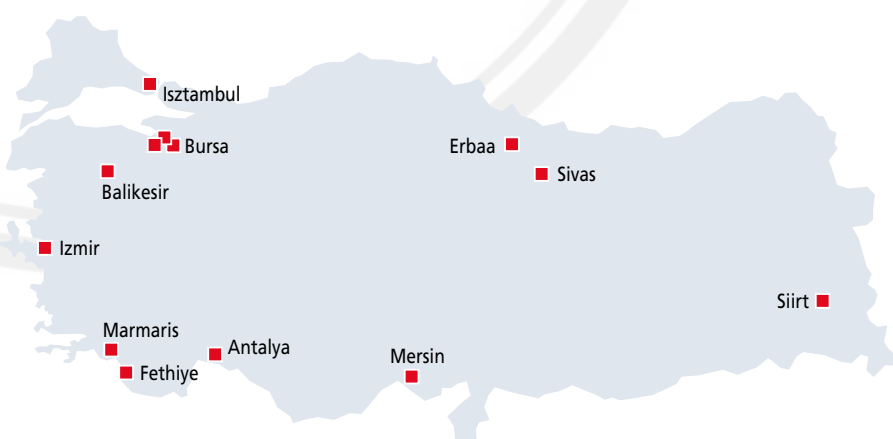 Isztambul
Bursa
Erbaa
Sivas
Balikesir
Izmir
Siirt
Marmaris
Antalya
Mersin
Fethiye